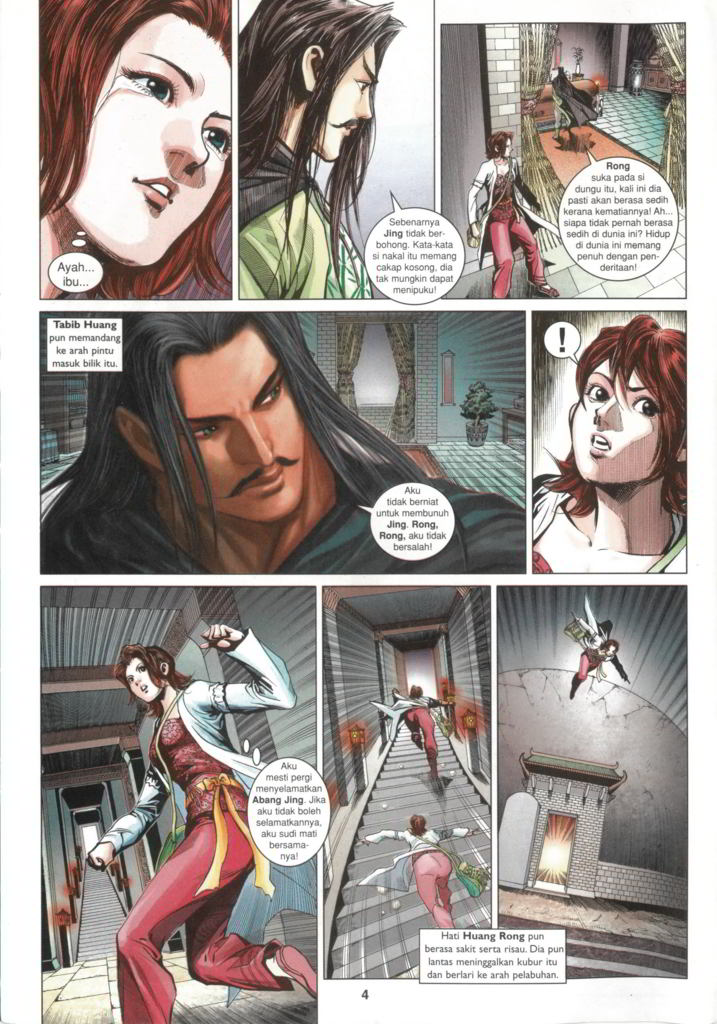 Ayah...
ibu...
Sebenarnya
Jing tidak ber-
bohong. Kata-kata
si nakal itu memang
cakap kosong, dia
tak mungkin dapat
menipuku!
Rong
suka pada si
dungu itu, kali ini dia
pasti akan berasa sedih
kerana kematiannya! Ah...
siapa tidak pernah berasa
sedih di dunia ini? Hidup
di dunia ini memang
penuh dengan pen-
deritaan!
Tabib Huang
pun memandang
ke arah pintu
masuk bilik itu.
Aku
tidak berniat
untuk membunuh
Jing. Rong,
Rong, aku tidak
bersalah!
!
Aku
mesti pergi
menyelamatkan
Abang Jing. Jika
aku tidak boleh
selamatkannya,
aku sudi mati
bersama-
nya!
Hati Huang Rong pun
berasa sakit serta risau. Dia pun
lantas meninggalkan kubur itu
dan berlari ke arah pelabuhan.
4